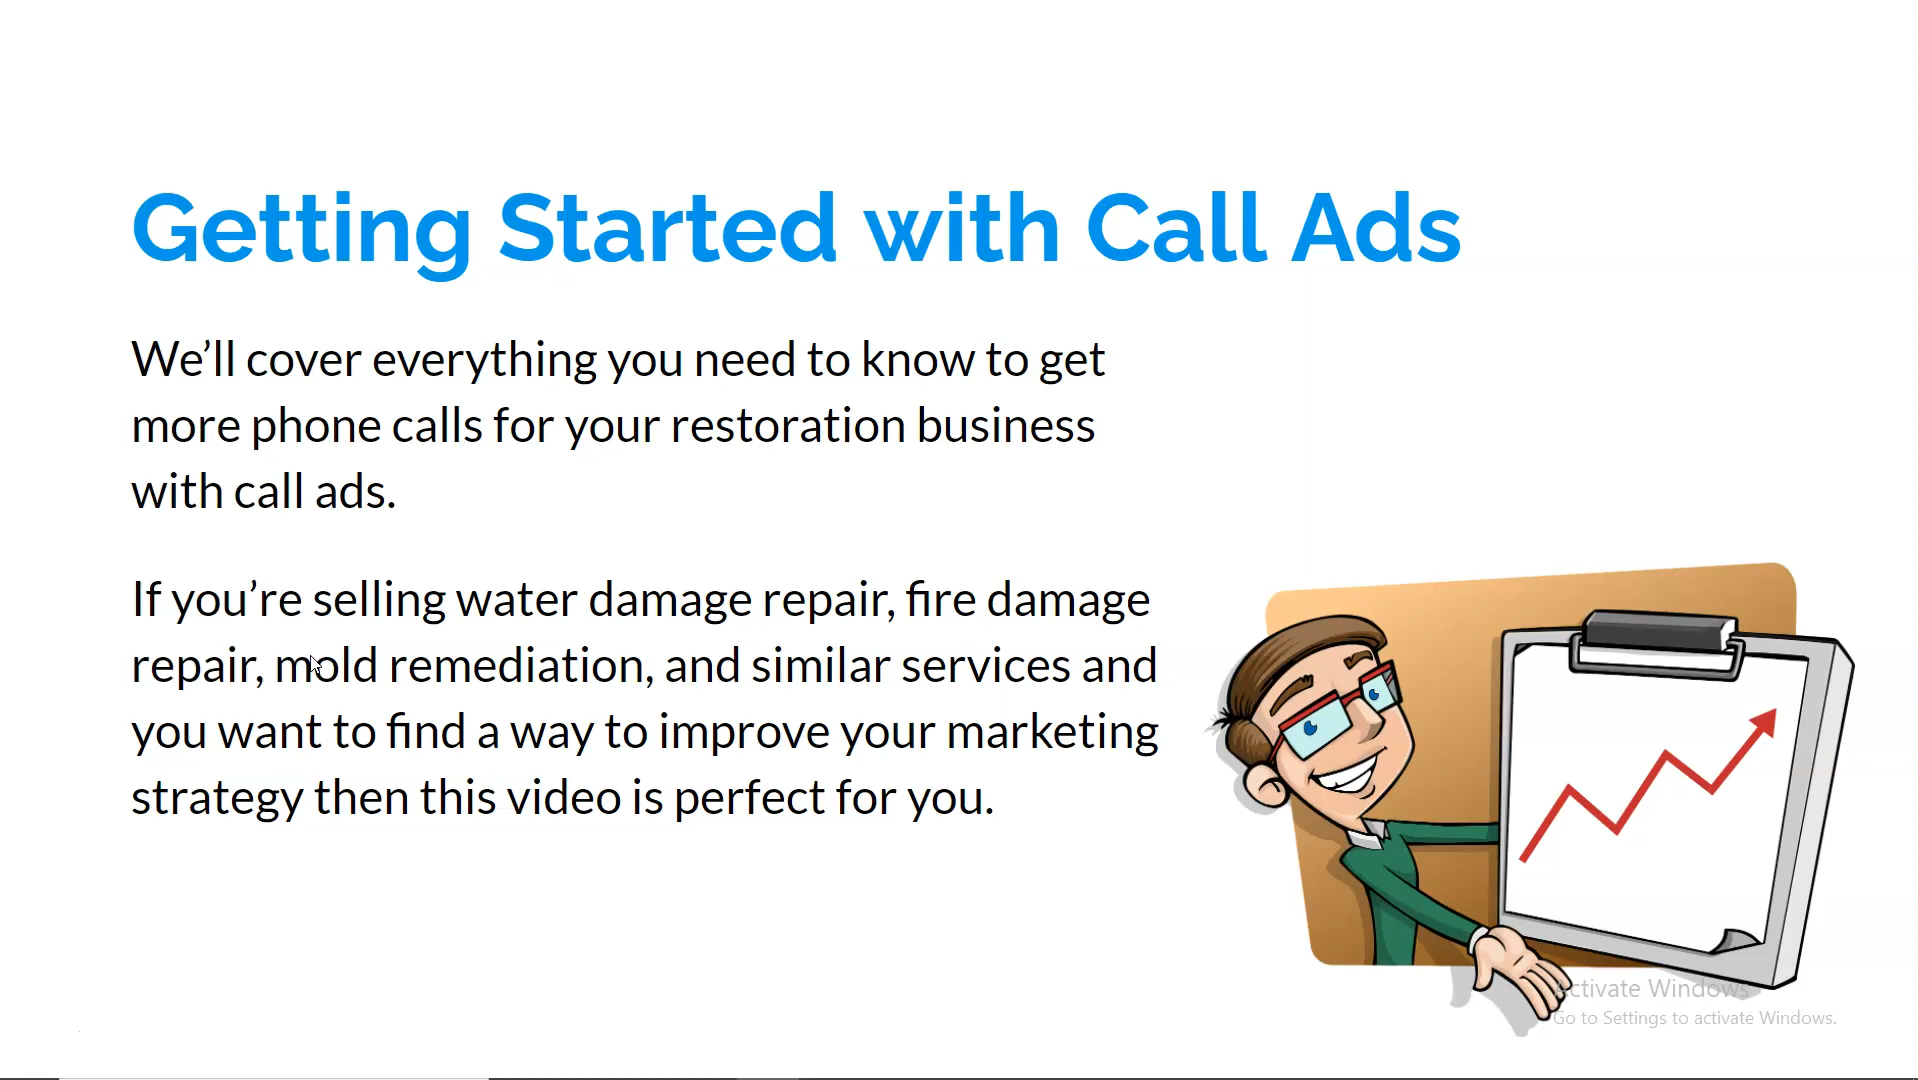 Getting Started with Call Ads
We’ll cover everything you need to know to get
more phone calls for your restoration business
with call ads.
If you’re selling water damage repair, fire damage
repair, mold remediation, and similar services and
you want to find a way to improve your marketing
strategy then this video is perfect for you.
Activate Windows
Go to Settings to activate Windows.